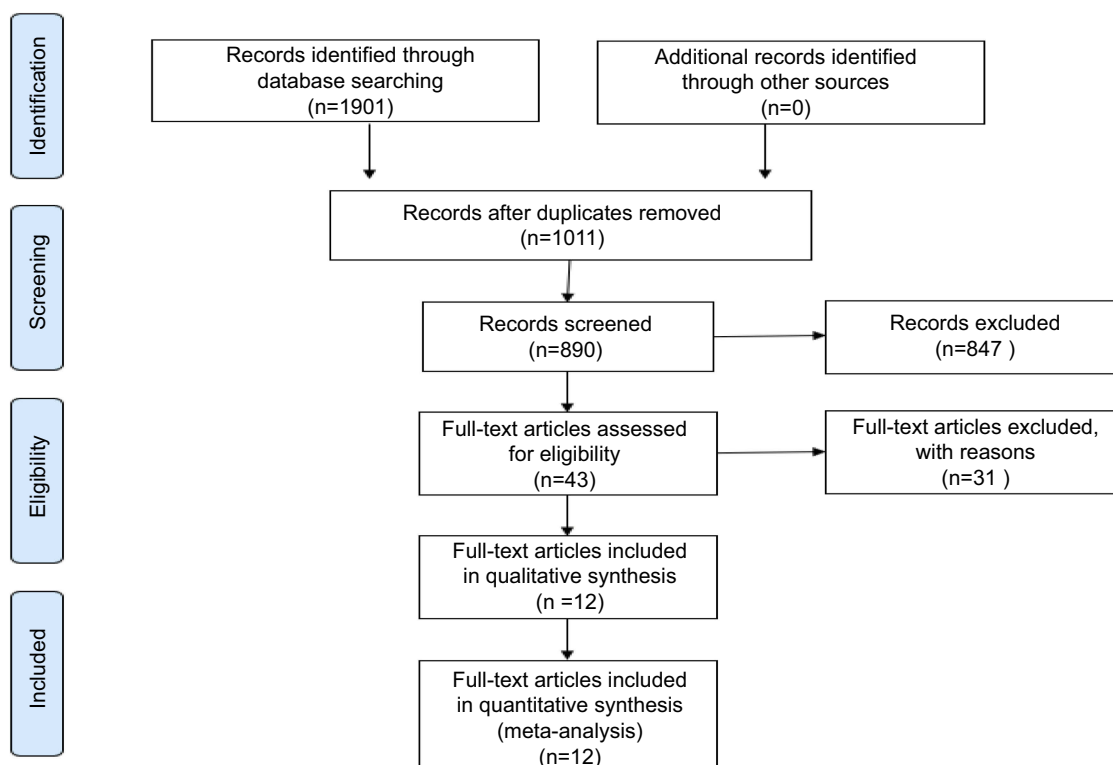 Identification
Records identified through
database searching
(n=1901)
Additional records identified
through other sources
(n=0)
Screening
Records after duplicates removed
(n=1011)
Records screened
(n=890)
Records excluded
(n=847 )
Eligibility
Full-text articles assessed
for eligibility
(n=43)
Full-text articles excluded,
with reasons
(n=31 )
Full-text articles included
in qualitative synthesis
(n =12)
Included
Full-text articles included
in quantitative synthesis
(meta-analysis)
(n=12)